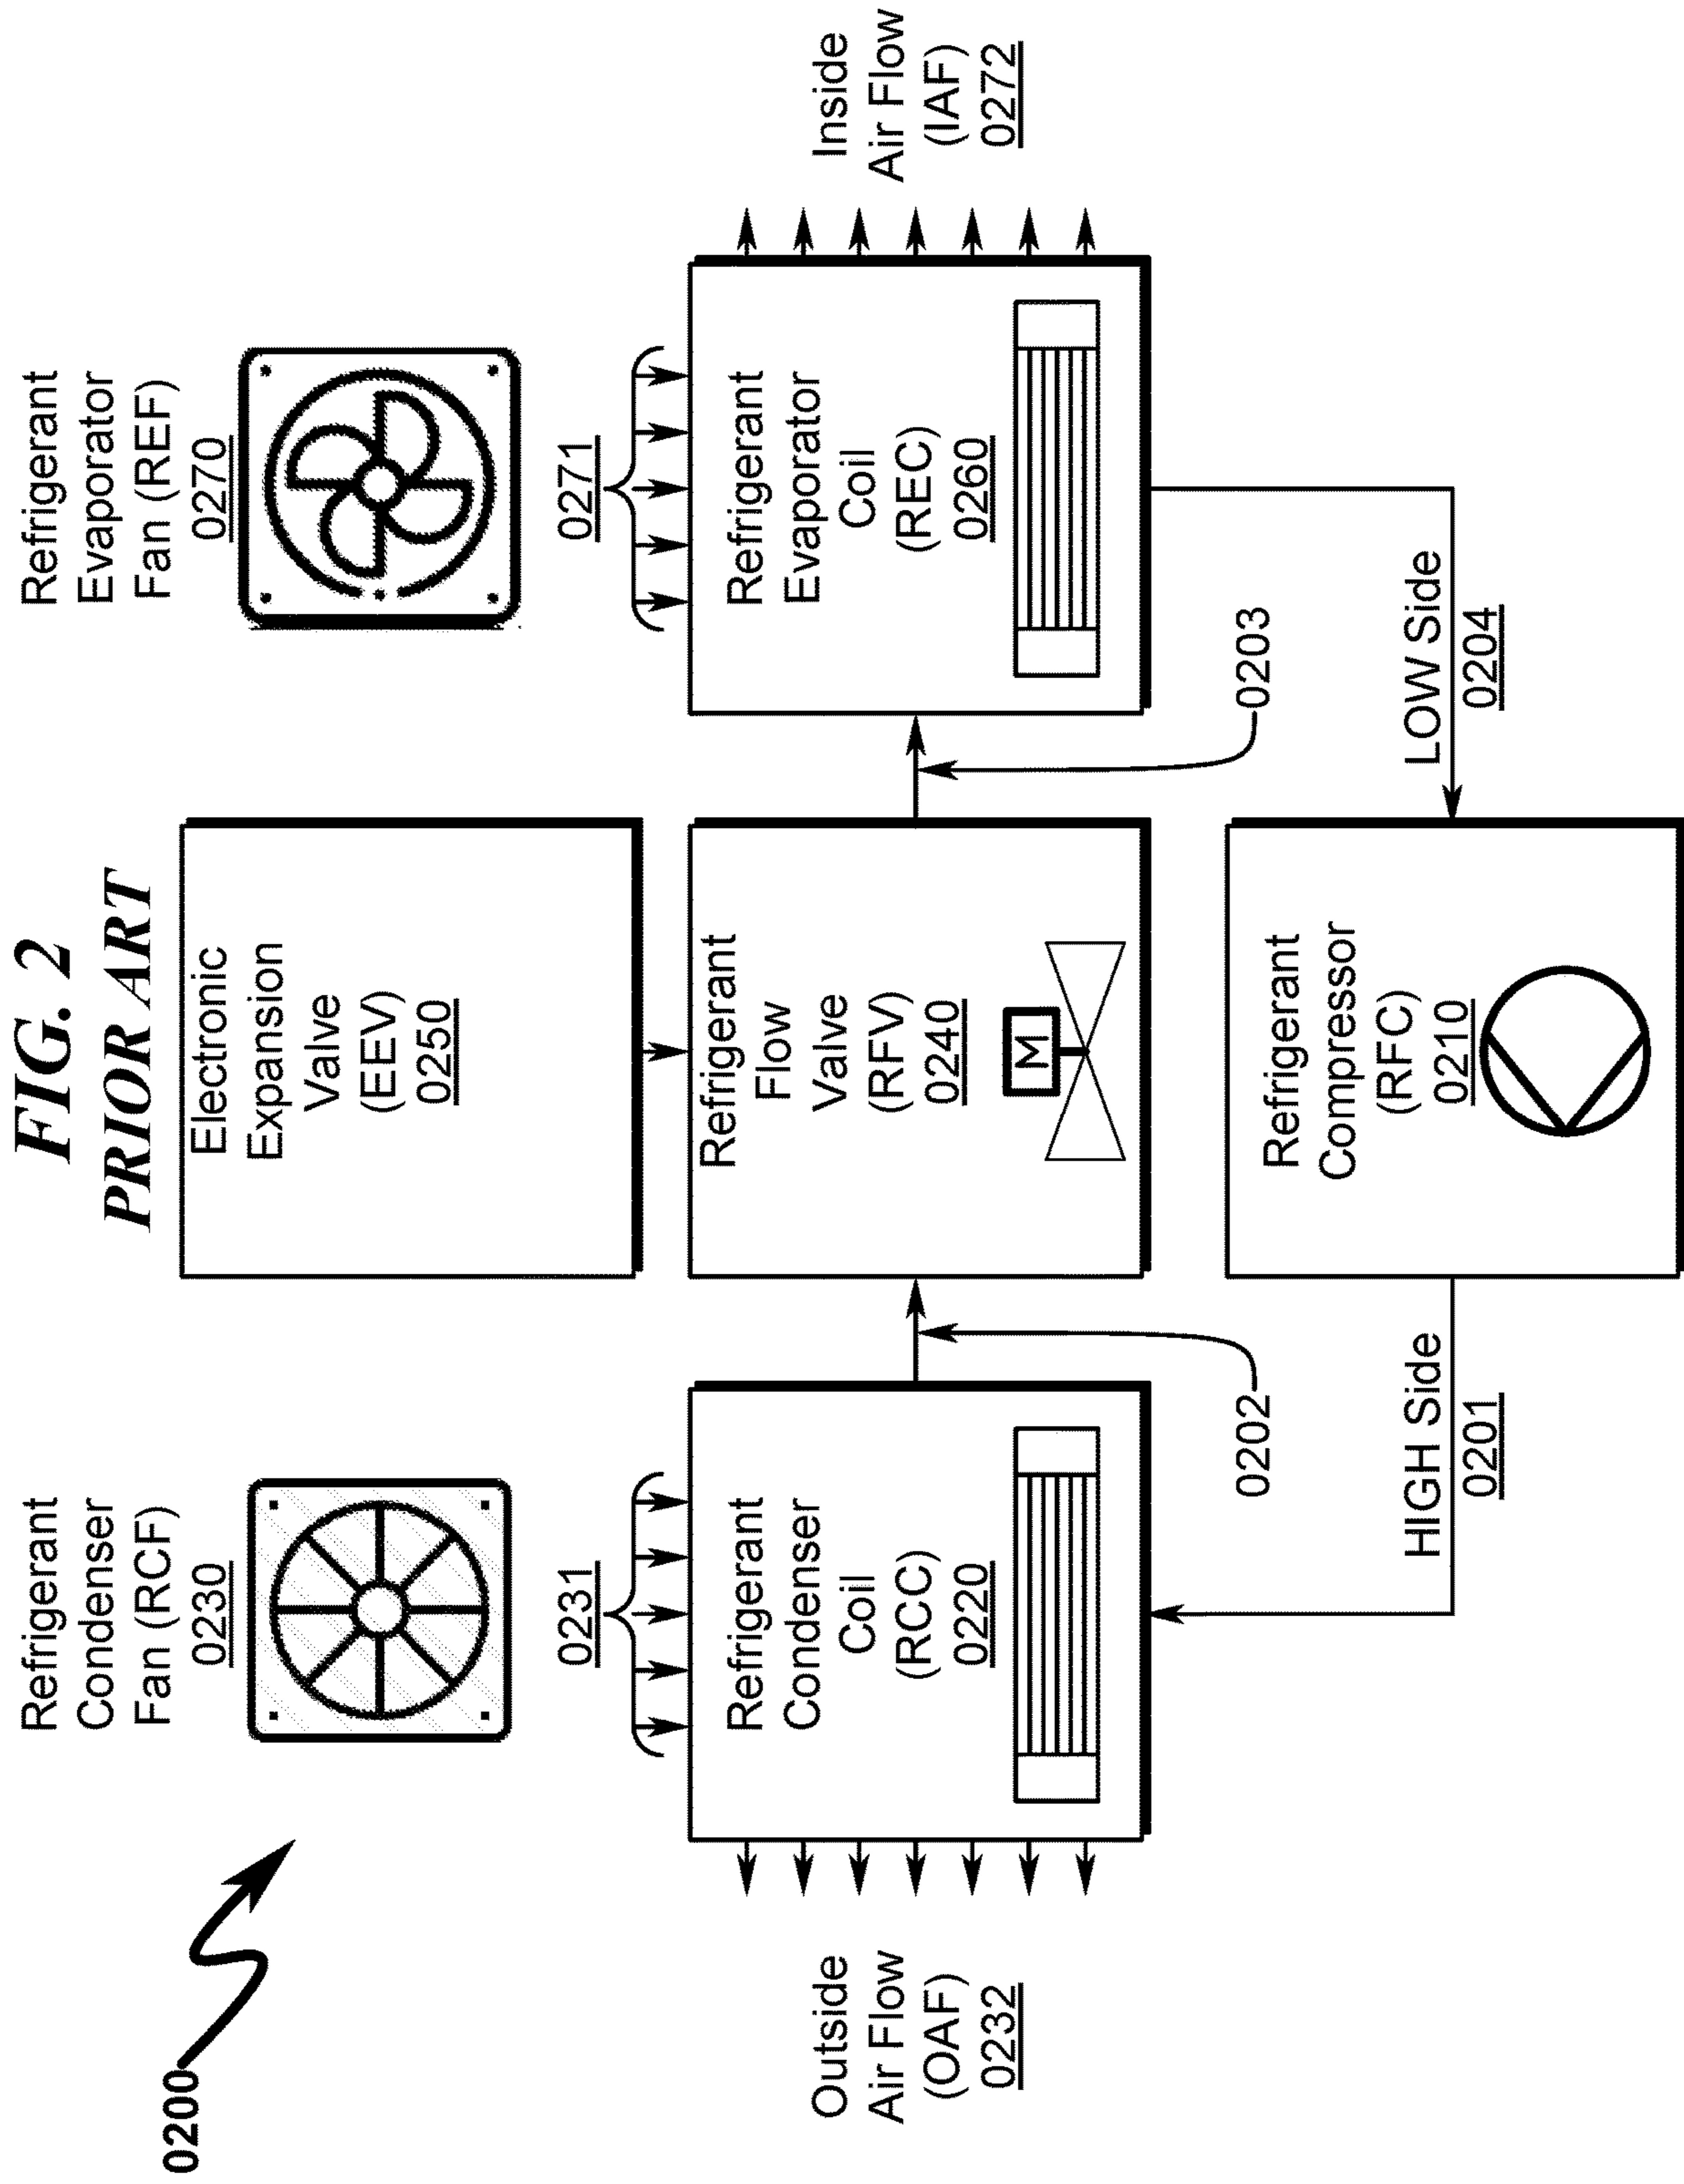 FIG. 2
PRIOR ART
0200
Refrigerant
Condenser
Fan (RCF)
0230
Electronic
Expansion
Valve
(EEV)
0250
Refrigerant
Evaporator
Fan (REF)
0270
0231
0271
Outside
Air Flow
(OAF)
0232
Refrigerant
Condenser
Coil
(RCC)
0220
Refrigerant
Flow
Valve
(RFV)
0240
M
Refrigerant
Evaporator
Coil
(REC)
0260
Inside
Air Flow
(IAF)
0272
0202
0203
HIGH Side
0201
Refrigerant
Compressor
(RFC)
0210
LOW Side
0204